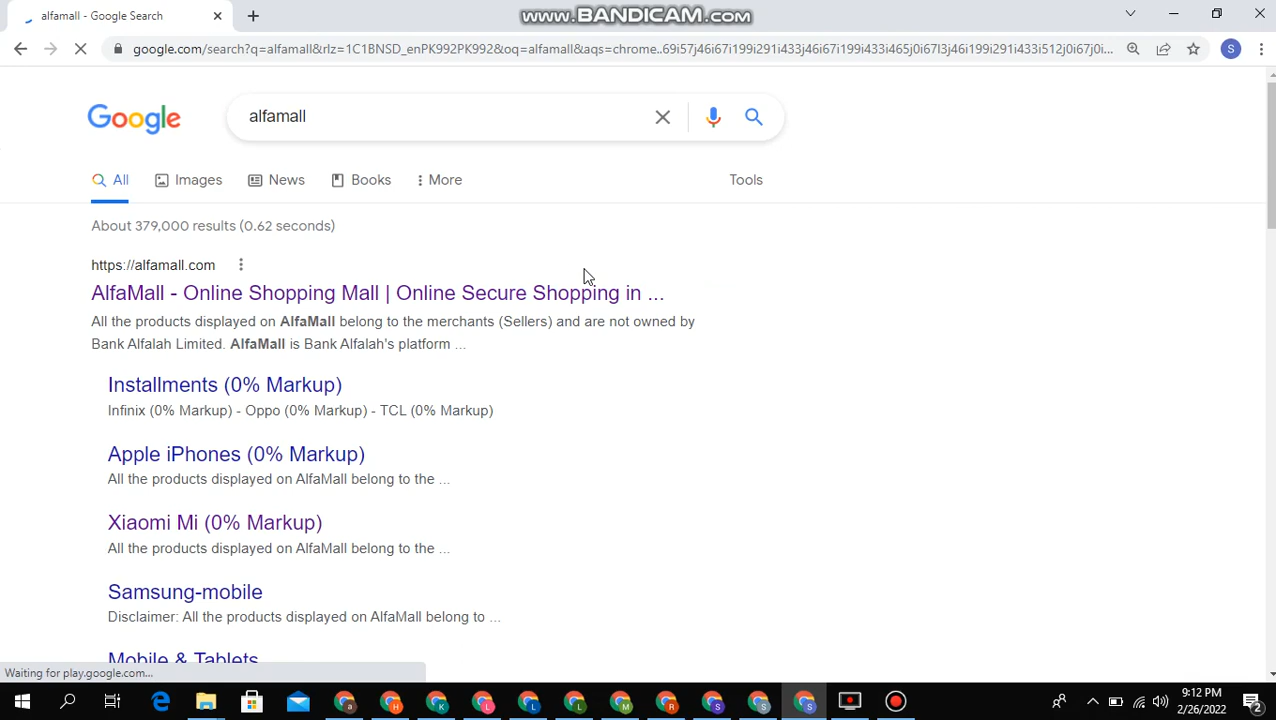 alfamall - Google Search
www.BANDICAM.com
google.com/search?q=alfamall&rlz=1C1BNSD_enPK992PK992&oq=alfamall&aqs=chrome..69i57j46i67i199i291i433j46i67i199i433i465j0i67l3j46i199i291i433i512j0i67j0i...
S
Google
alfamall
All
Images
News
Books
More
Tools
About 379,000 results (0.62 seconds)
https://alfamall.com
AlfaMall - Online Shopping Mall | Online Secure Shopping in ...
All the products displayed on AlfaMall belong to the merchants (Sellers) and are not owned by
Bank Alfalah Limited. AlfaMall is Bank Alfalah's platform ...
Installments (0% Markup)
Infinix (0% Markup) - Oppo (0% Markup) - TCL (0% Markup)
Apple iPhones (0% Markup)
All the products displayed on AlfaMall belong to the ...
Xiaomi Mi (0% Markup)
All the products displayed on AlfaMall belong to the ...
Samsung-mobile
Disclaimer: All the products displayed on AlfaMall belong to ...
Mobile & Tablets
Waiting for play.google.com...
a H K L L L M R S S S
9:12 PM
2/26/2022
2